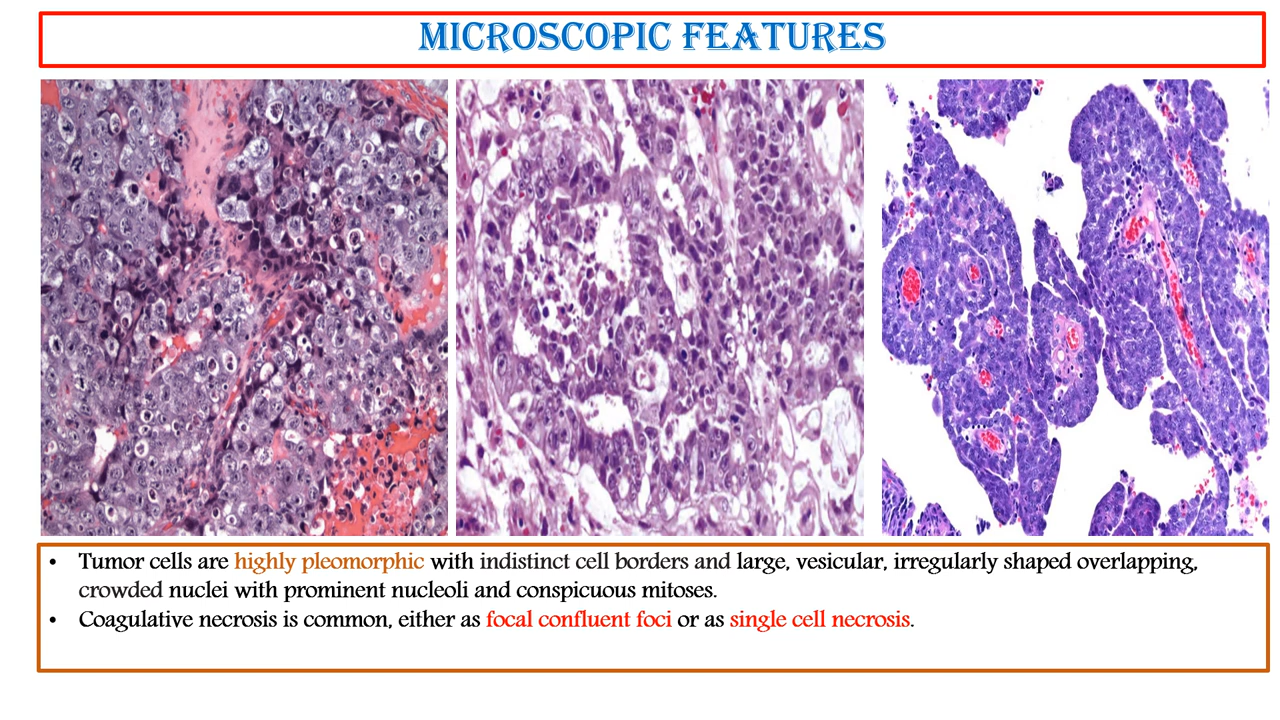 MICROSCOPIC FEATURES
• Tumor cells are highly pleomorphic with indistinct cell borders and large, vesicular, irregularly shaped overlapping,
crowded nuclei with prominent nucleoli and conspicuous mitoses.
• Coagulative necrosis is common, either as focal confluent foci or as single cell necrosis.